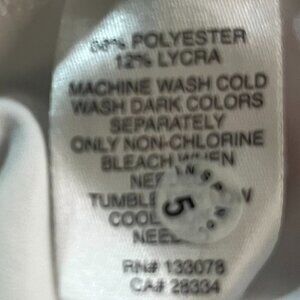 88% POLYESTER
12% LYCRA
MACHINE WASH COLD
WASH DARK COLORS
SEPARATELY
ONLY NON-CHLORINE
BLEACH WHEN
TUMBLE
COOL
5
RN# 133078
CA# 28334